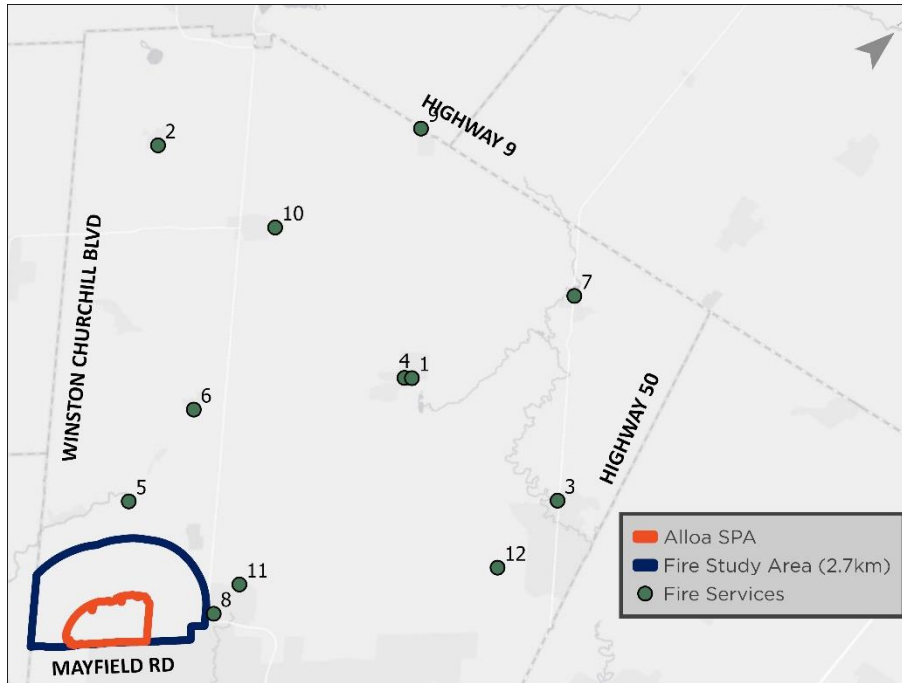 9
HIGHWAY 9
2
10
WINSTON CHURCHILL BLVD
7
4
1
6
HIGHWAY 50
5
3
12
11
8
MAYFIELD RD
Alloa SPA
Fire Study Area (2.7km)
Fire Services